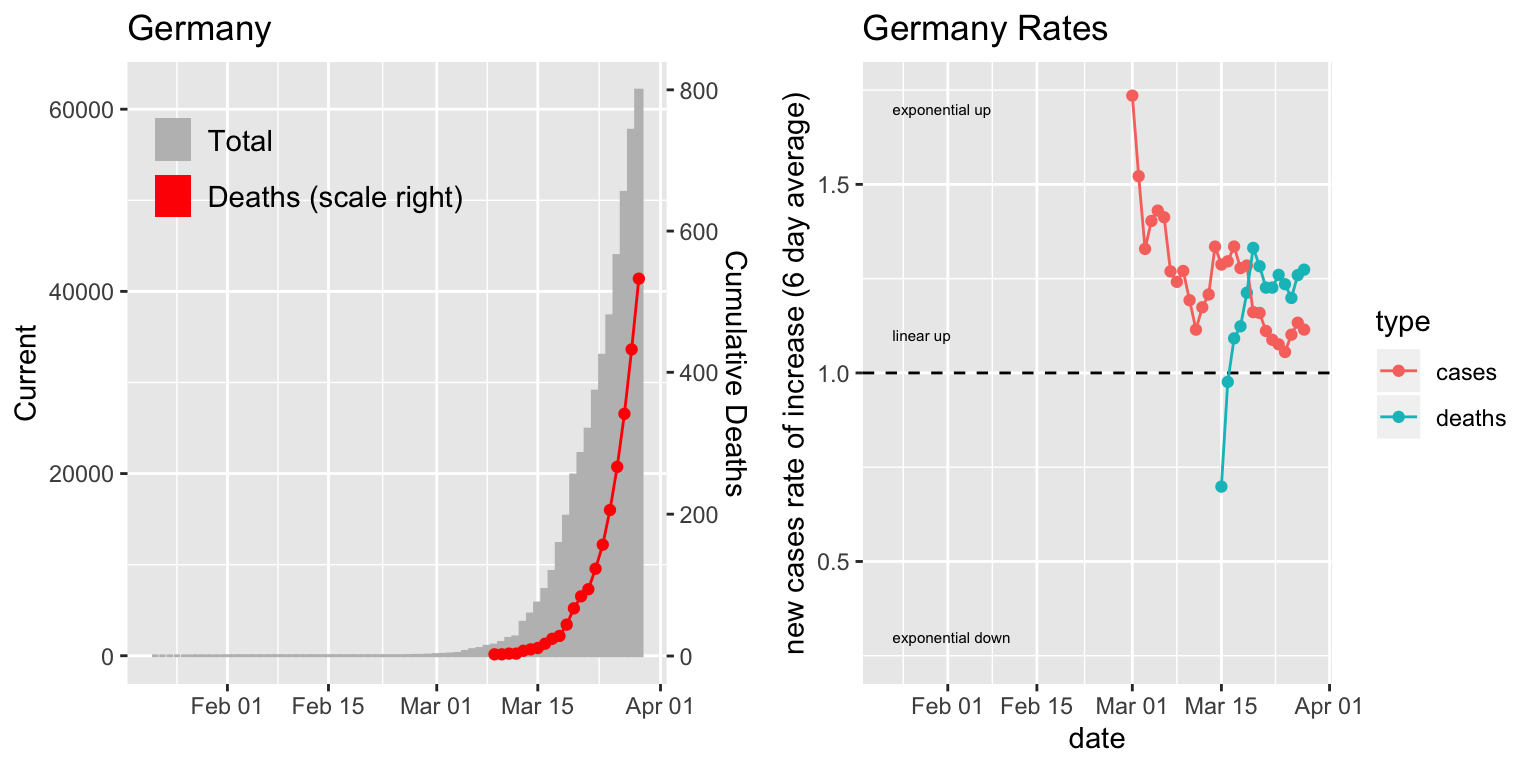 Germany
Current
60000
40000
20000
0
Total
Deaths (scale right)
800
600
400
200
0
Cumulative Deaths
Feb 01
Feb 15
Mar 01
Mar 15
Apr 01
Germany Rates
new cases rate of increase (6 day average)
1.5
1.0
0.5
exponential up
linear up
exponential down
Feb 01
Feb 15
Mar 01
Mar 15
Apr 01
date
type
cases
deaths